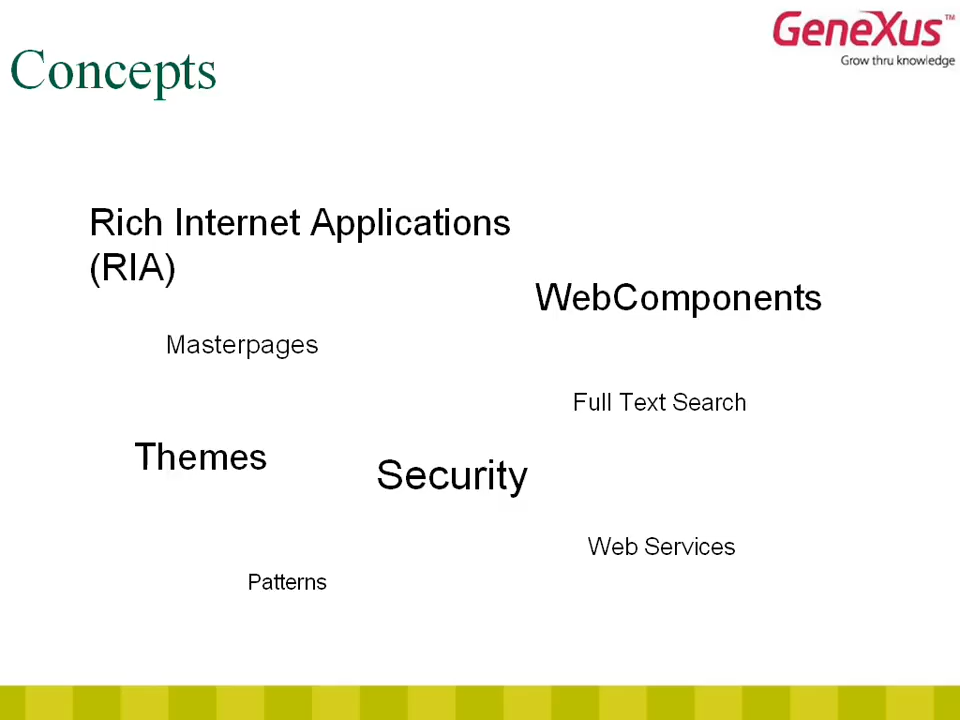 GeneXus™
Grow thru knowledge
Concepts
Rich Internet Applications
(RIA)
WebComponents
Masterpages
Full Text Search
Themes
Security
Web Services
Patterns